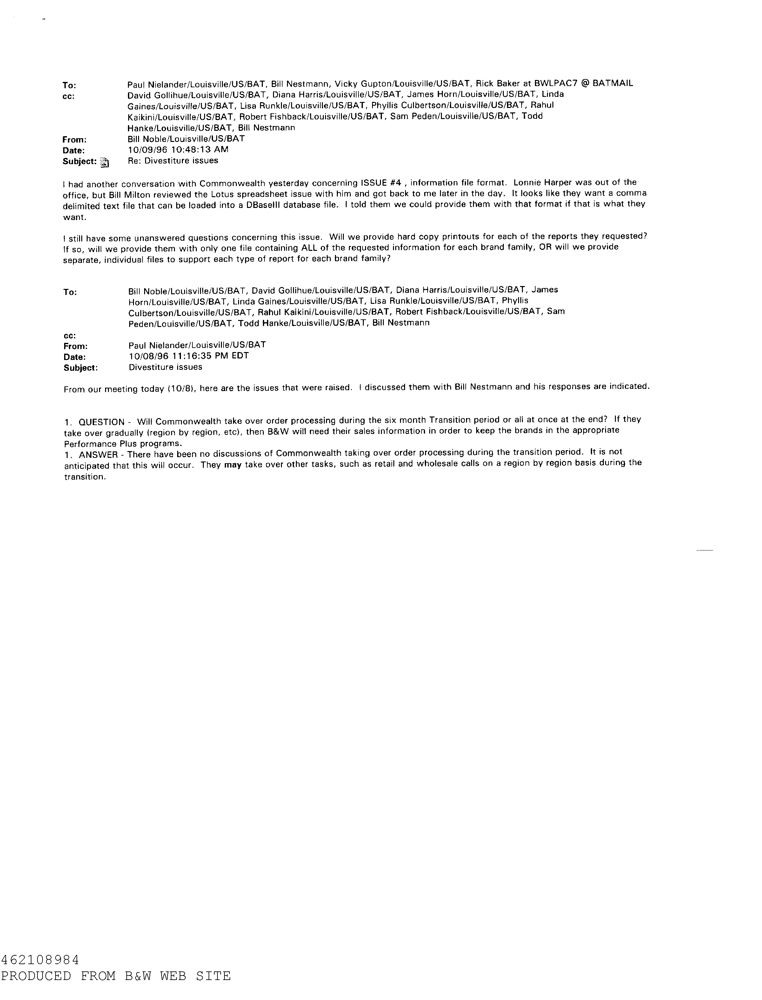 To: Paul Nielander/Louisville/US/BAT, Bill Nestmann, Vicky Gupton/Louisville/US/BAT, Rick Baker at BWLPAC7 @ BATMAIL
cc: David Gollihue/Louisville/US/BAT, Diana Harris/Louisville/US/BAT, James Horn/Louisville/US/BAT, Linda
Gaines/Louisville/US/BAT, Lisa Runkle/Louisville/US/BAT, Phyllis Culbertson/Louisville/US/BAT, Rahul
Kaikini/Louisville/US/BAT, Robert Fishback/Louisville/US/BAT, Sam Peden/Louisville/US/BAT, Todd
Hanke/Louisville/US/BAT, Bill Nestmann
From: Bill Noble/Louisville/US/BAT
Date: 10/09/96 10:48:13 AM
Subject: Re: Divestiture issues
I had another conversation with Commonwealth yesterday concerning ISSUE #4 , information file format. Lonnie Harper was out of the
office, but Bill Milton reviewed the Lotus spreadsheet issue with him and got back to me later in the day. It looks like they want a comma
delimited text file that can be loaded into a DBaseIII database file. I told them we could provide them with that format if that is what they
want.
I still have some unanswered questions concerning this issue. Will we provide hard copy printouts for each of the reports they requested?
If so, will we provide them with only one file containing ALL of the requested information for each brand family, OR will we provide
separate, individual files to support each type of report for each brand family?
To: Bill Noble/Louisville/US/BAT, David Gollihue/Louisville/US/BAT, Diana Harris/Louisville/US/BAT, James
Horn/Louisville/US/BAT, Linda Gaines/Louisville/US/BAT, Lisa Runkle/Louisville/US/BAT, Phyllis
Culbertson/Louisville/US/BAT, Rahul Kaikini/Louisville/US/BAT, Robert Fishback/Louisville/US/BAT, Sam
Peden/Louisville/US/BAT, Todd Hanke/Louisville/US/BAT, Bill Nestmann
cc:
From: Paul Nielander/Louisville/US/BAT
Date: 10/08/96 11:16:35 PM EDT
Subject: Divestiture issues
From our meeting today (10/8), here are the issues that were raised. I discussed them with Bill Nestmann and his responses are indicated.
1. QUESTION - Will Commonwealth take over order processing during the six month Transition period or all at once at the end? If they
take over gradually (region by region, etc), then B&W will need their sales information in order to keep the brands in the appropriate
Performance Plus programs.
1. ANSWER - There have been no discussions of Commonwealth taking over order processing during the transition period. It is not
anticipated that this will occur. They may take over other tasks, such as retail and wholesale calls on a region by region basis during the
transition.
462108984
PRODUCED FROM B&W WEB SITE